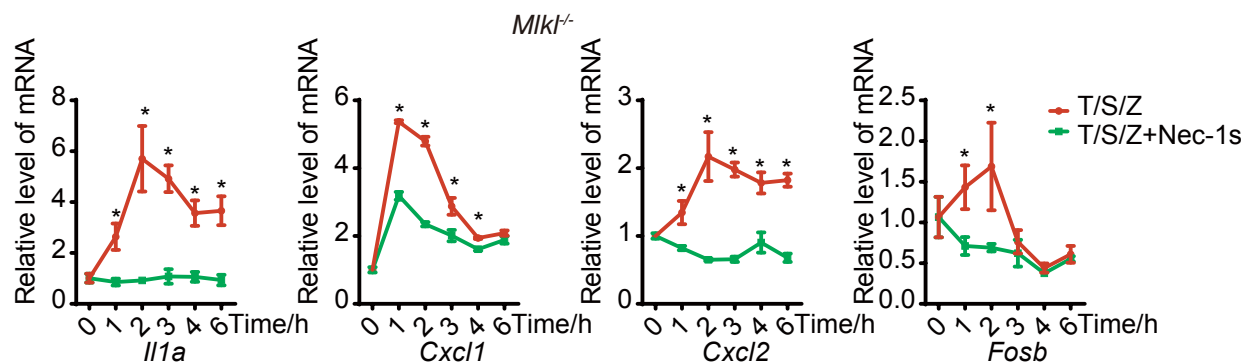 Mlkl-/-
Relative level of mRNA
8
6
4
2
0
*
*
*
*
*
0 1 2 3 4 6 Time/h
Il1a
Relative level of mRNA
6
4
2
0
*
*
*
*
0 1 2 3 4 6 Time/h
Cxcl1
Relative level of mRNA
3
2
1
0
*
*
*
*
*
0 1 2 3 4 6 Time/h
Cxcl2
Relative level of mRNA
2.5
2.0
1.5
1.0
0.5
0.0
*
*
0 1 2 3 4 6 Time/h
Fosb
T/S/Z
T/S/Z+Nec-1s